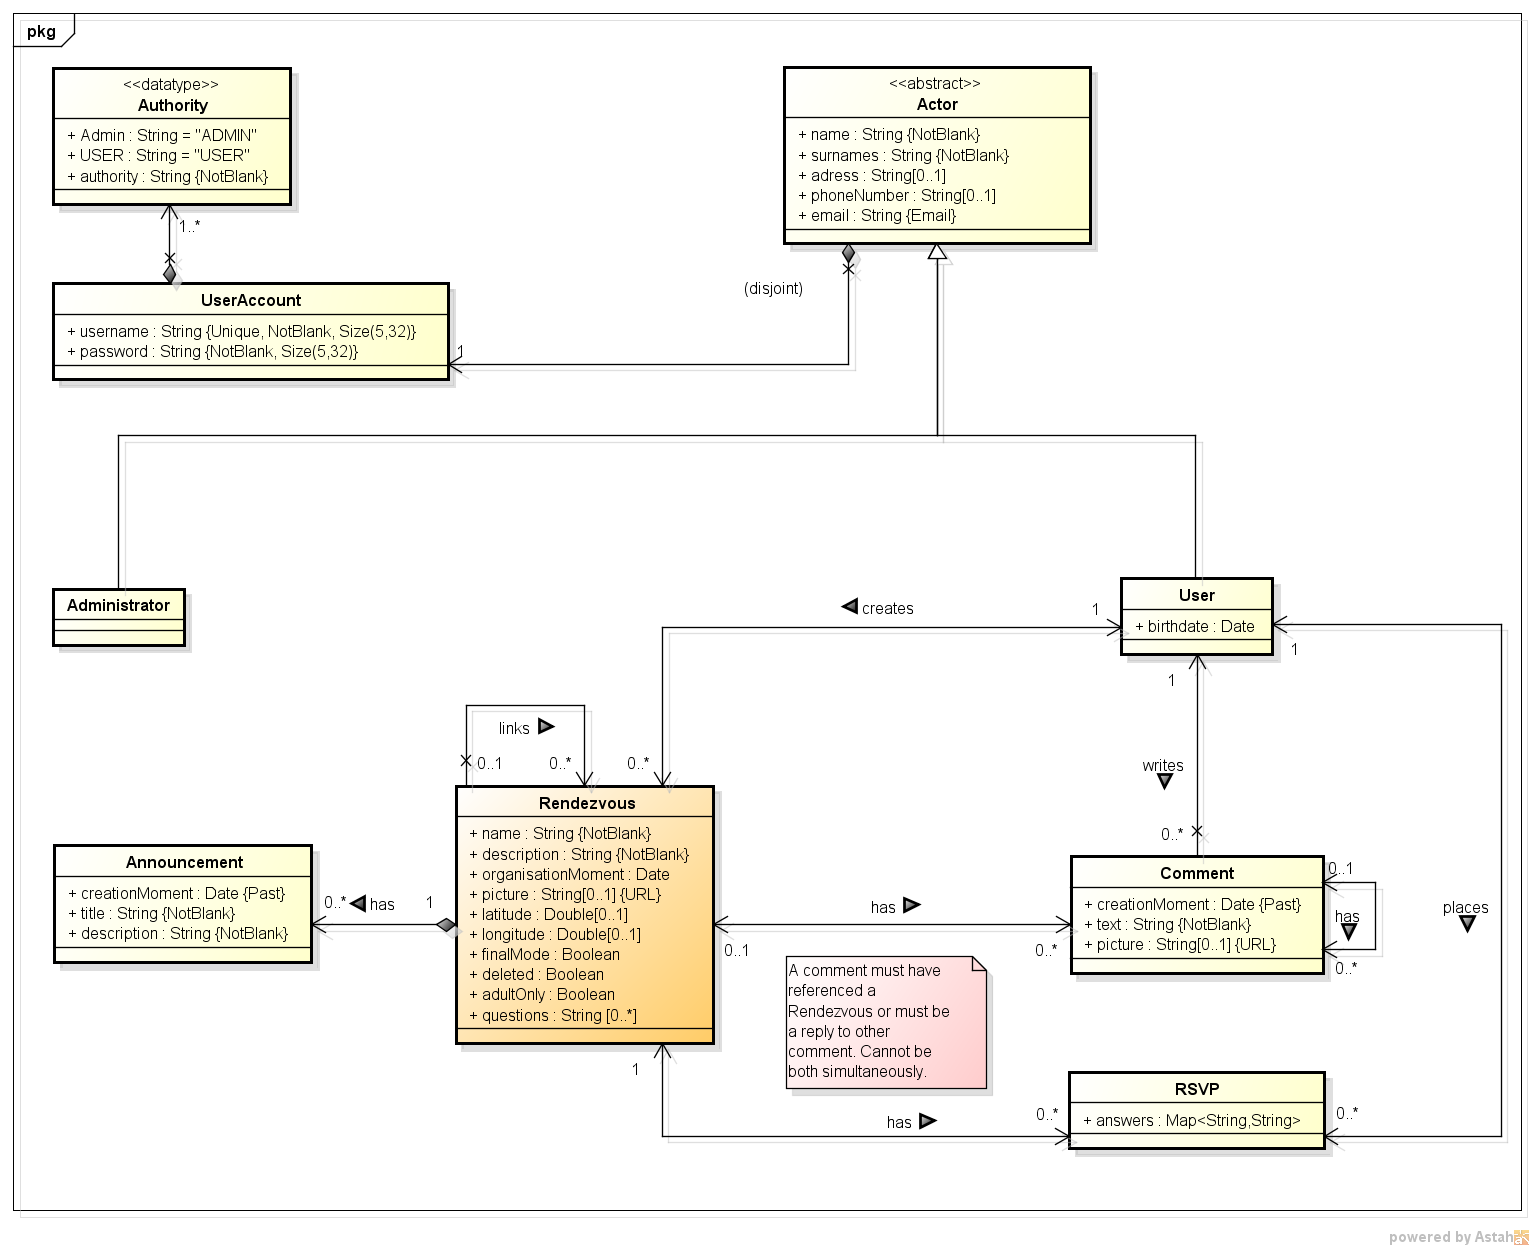 pkg
<<datatype>>
Authority
+ Admin : String = "ADMIN"
+ USER : String = "USER"
+ authority : String {NotBlank}
<<abstract>>
Actor
+ name : String {NotBlank}
+ surnames : String {NotBlank}
+ adress : String[0..1]
+ phoneNumber : String[0..1]
+ email : String {Email}
1..*
(disjoint)
UserAccount
+ username : String {Unique, NotBlank, Size(5,32)}
+ password : String {NotBlank, Size(5,32)}
1
Administrator
User
+ birthdate : Date
creates
1
1
1
links
0..1
0..*
0..*
writes
0..*
Rendezvous
+ name : String {NotBlank}
+ description : String {NotBlank}
+ organisationMoment : Date
+ picture : String[0..1] {URL}
+ latitude : Double[0..1]
+ longitude : Double[0..1]
+ finalMode : Boolean
+ deleted : Boolean
+ adultOnly : Boolean
+ questions : String [0..*]
Announcement
+ creationMoment : Date {Past}
+ title : String {NotBlank}
+ description : String {NotBlank}
0..*
has
1
Comment
+ creationMoment : Date {Past}
+ text : String {NotBlank}
+ picture : String[0..1] {URL}
0..1
has
0..*
places
has
0..1
0..*
A comment must have
referenced a
Rendezvous or must be
a reply to other
comment. Cannot be
both simultaneously.
1
has
0..*
RSVP
+ answers : Map<String,String>
0..*
powered by Astah